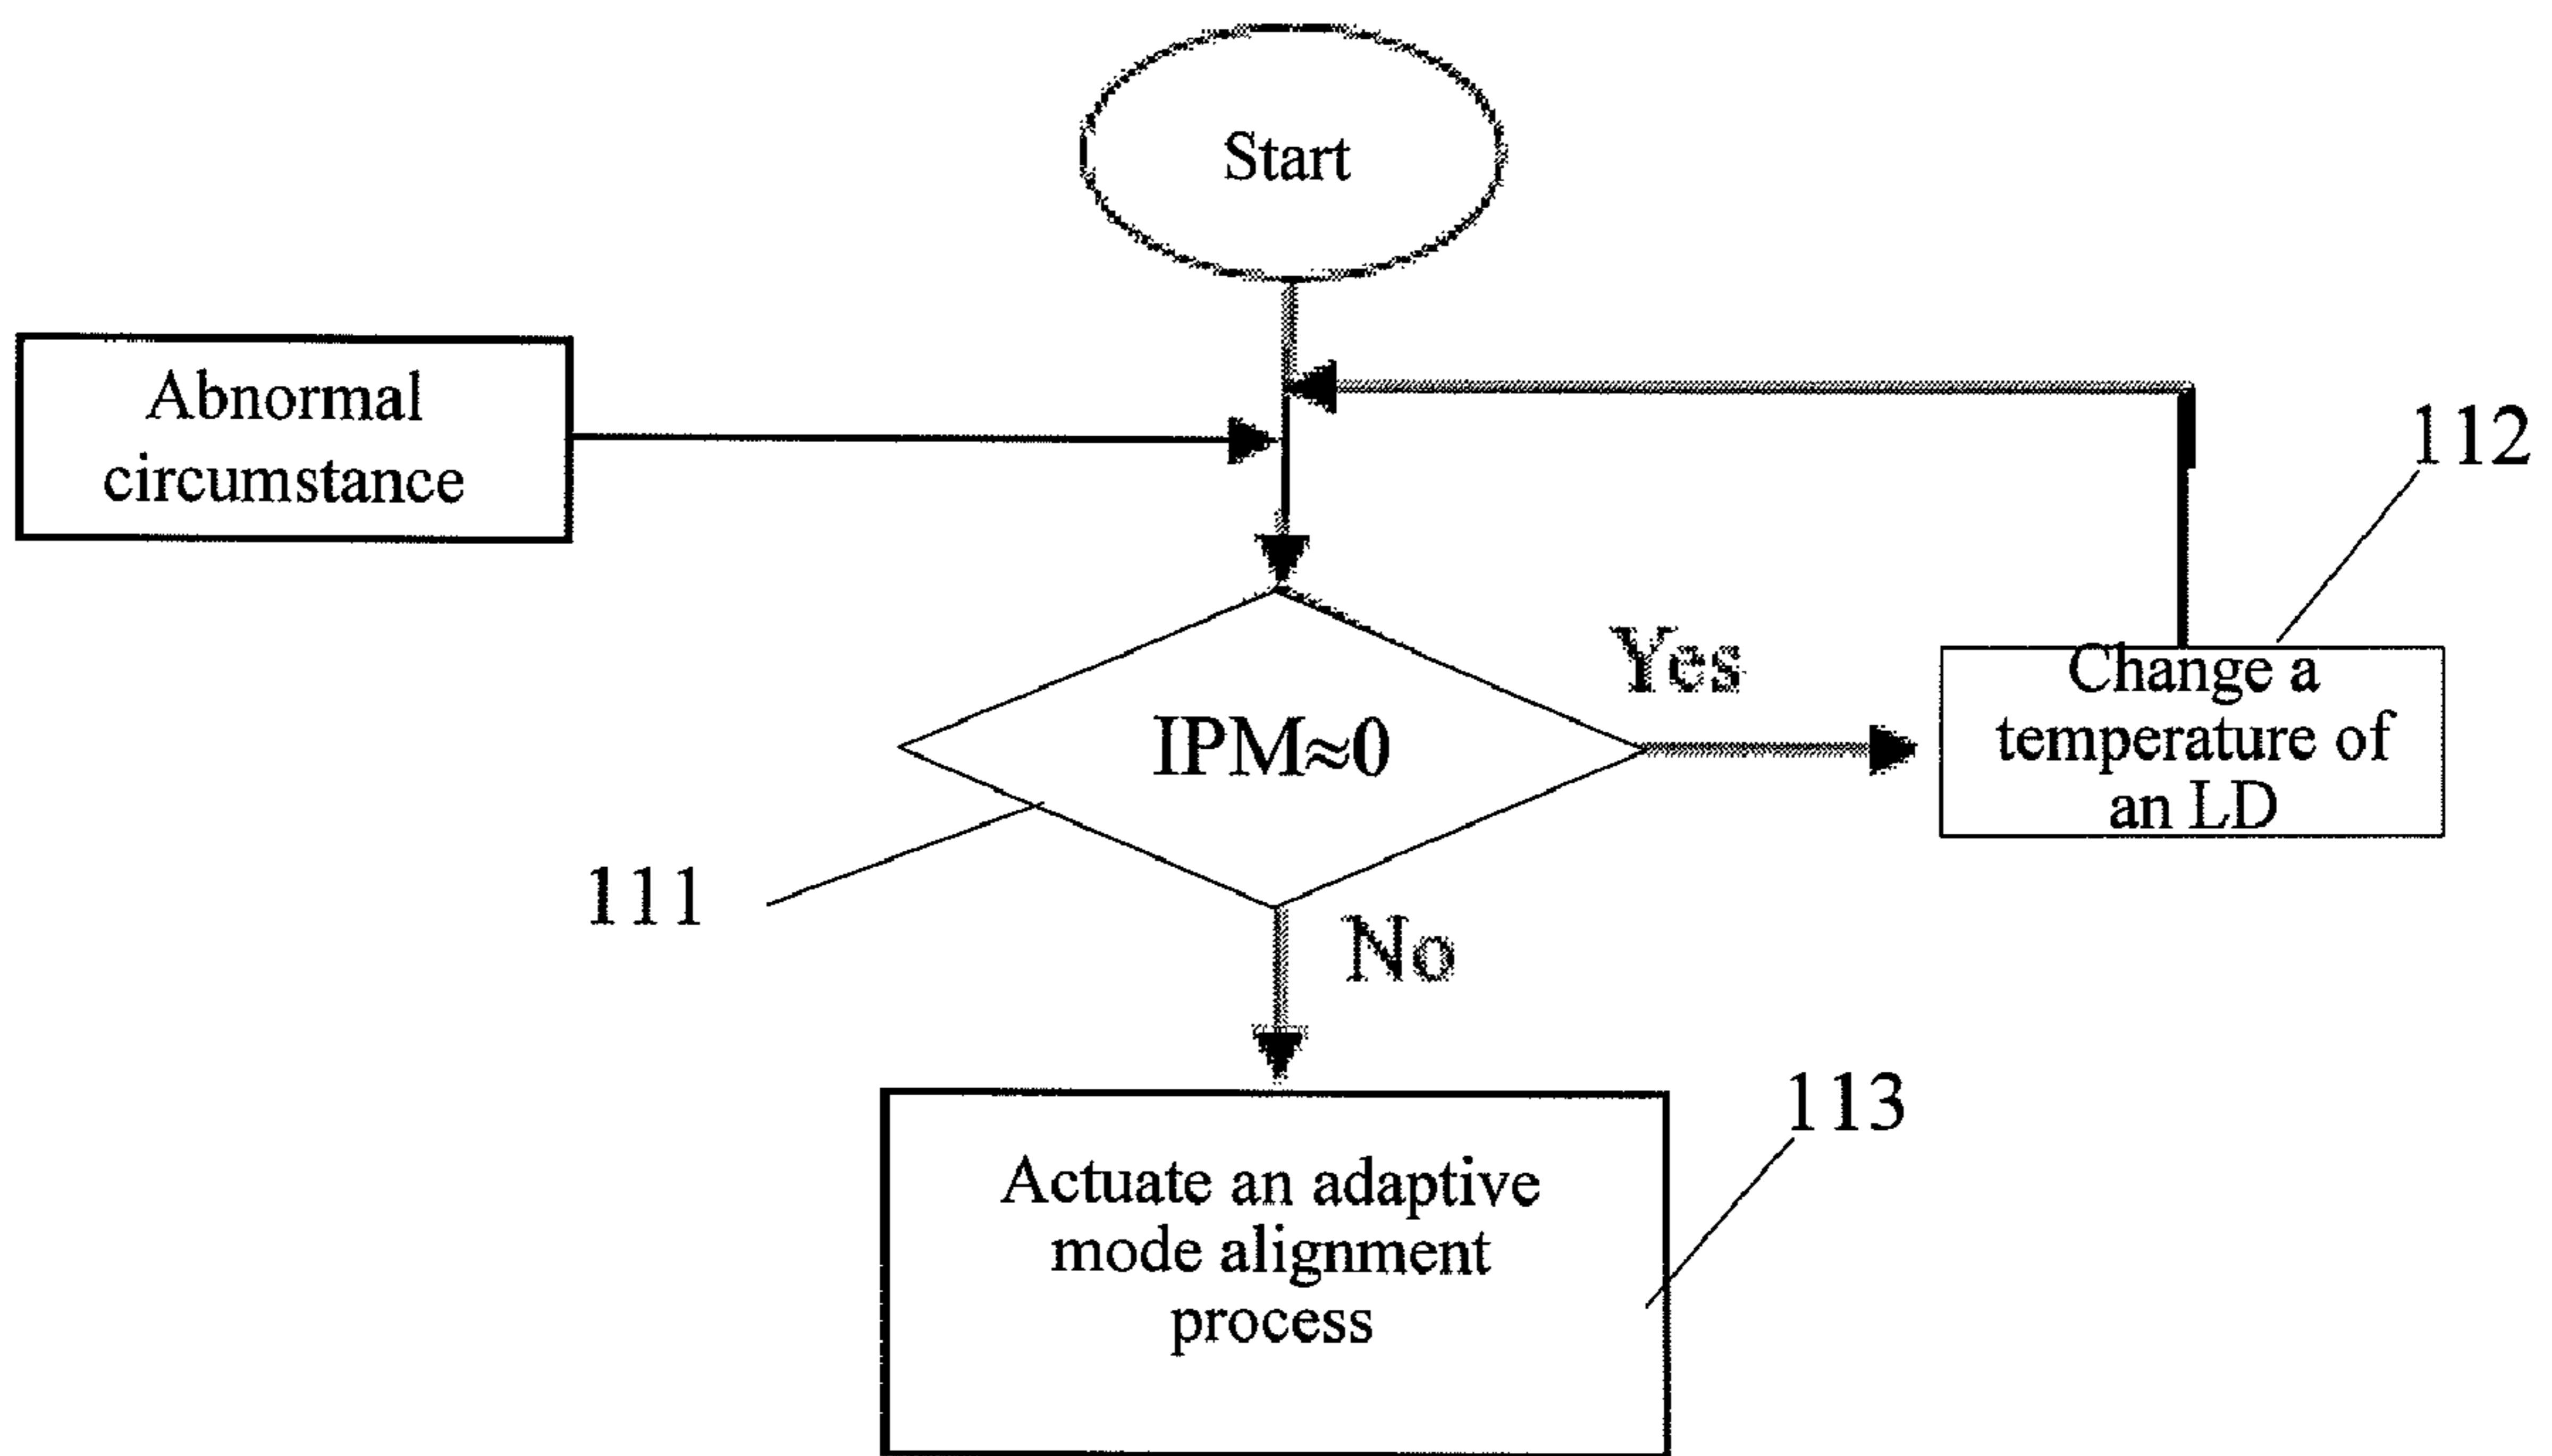 Start
Abnormal
circumstance
112
Yes
Change a
temperature of
an LD
IPM≈0
111
No
113
Actuate an adaptive
mode alignment
process